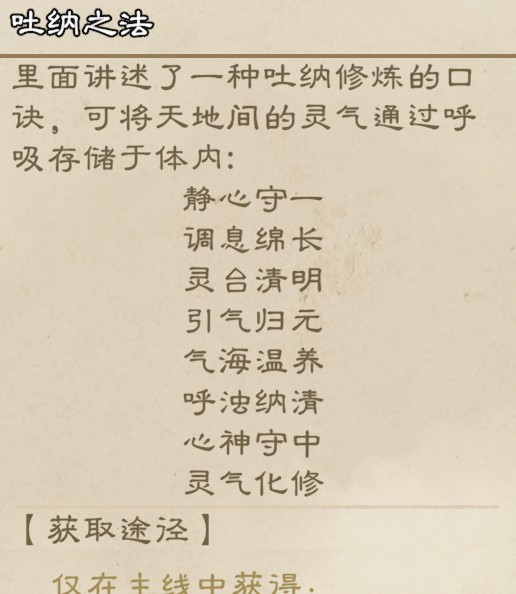 吐纳之法
里面讲述了一种吐纳修炼的口
诀，可将天地间的灵气通过呼
吸存储于体内：
静心守一
调息绵长
灵台清明
引气归元
气海温养
呼浊纳清
心神守中
灵气化修
【获取途径】
仅在主线中获得.